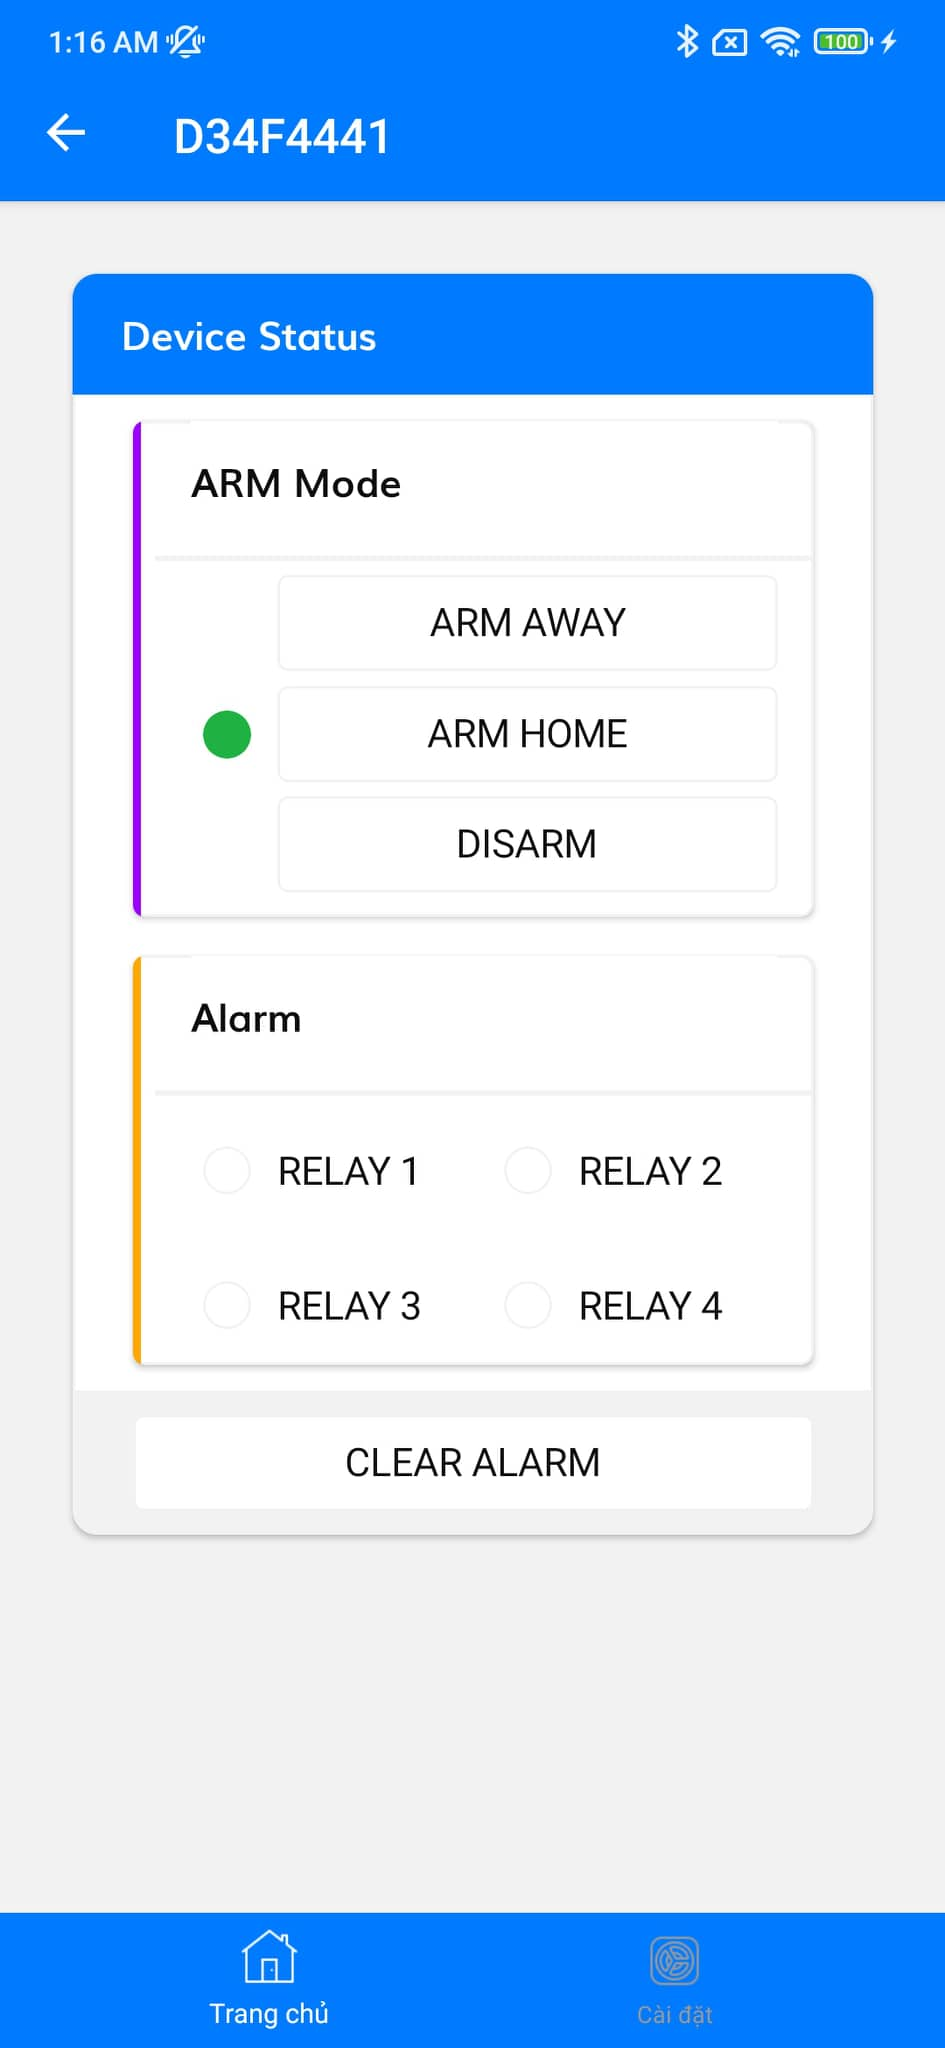 1:16 AM
100
D34F4441
Device Status
ARM Mode
ARM AWAY
ARM HOME
DISARM
Alarm
RELAY 1
RELAY 2
RELAY 3
RELAY 4
CLEAR ALARM
Trang chủ
Cài đặt